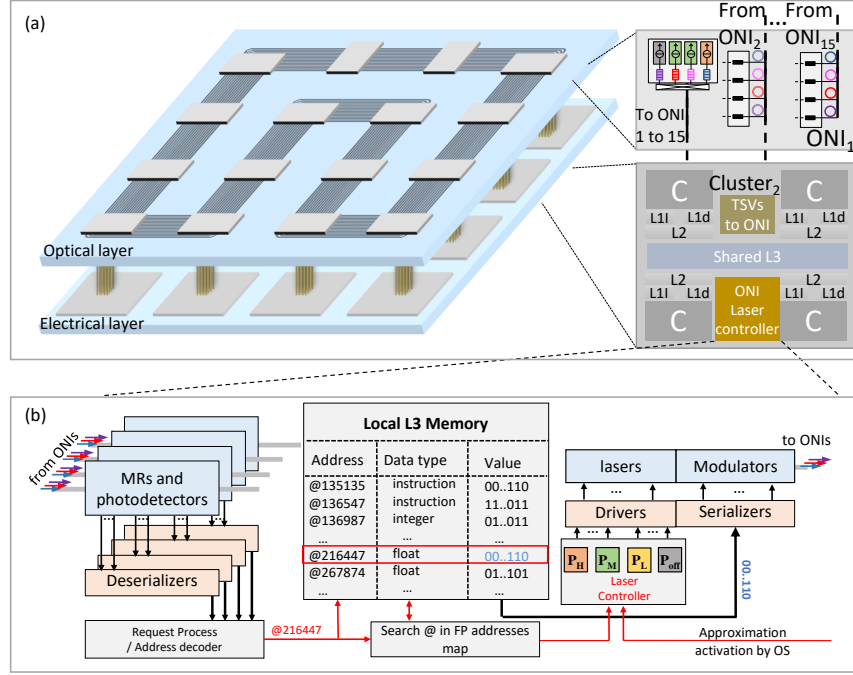 (a)
From ... From
ONI2 ONI15
To ONI
1 to 15
ONI1
Optical layer
Electrical layer
C Cluster2 C
TSVs
to ONI
L1I L1d L1I L1d
L2 L2
Shared L3
L2 L2
L1I L1d L1I L1d
ONI
Laser
controller
C C
(b)
from ONIs
MRs and
photodetectors
...
Deserializers
Request Process
/ Address decoder
@216447
Local L3 Memory
Address Data type Value
@135135 instruction 00..110
@136547 instruction 11..011
@136987 integer 01..011
... ... ...
@216447 float 00..110
@267874 float 01..101
... ... ...
Search @ in FP addresses
map
to ONIs
lasers Modulators
... ...
Drivers Serializers
... ...
PH PM PL Poff
Laser
Controller
00..110
Approximation
activation by OS